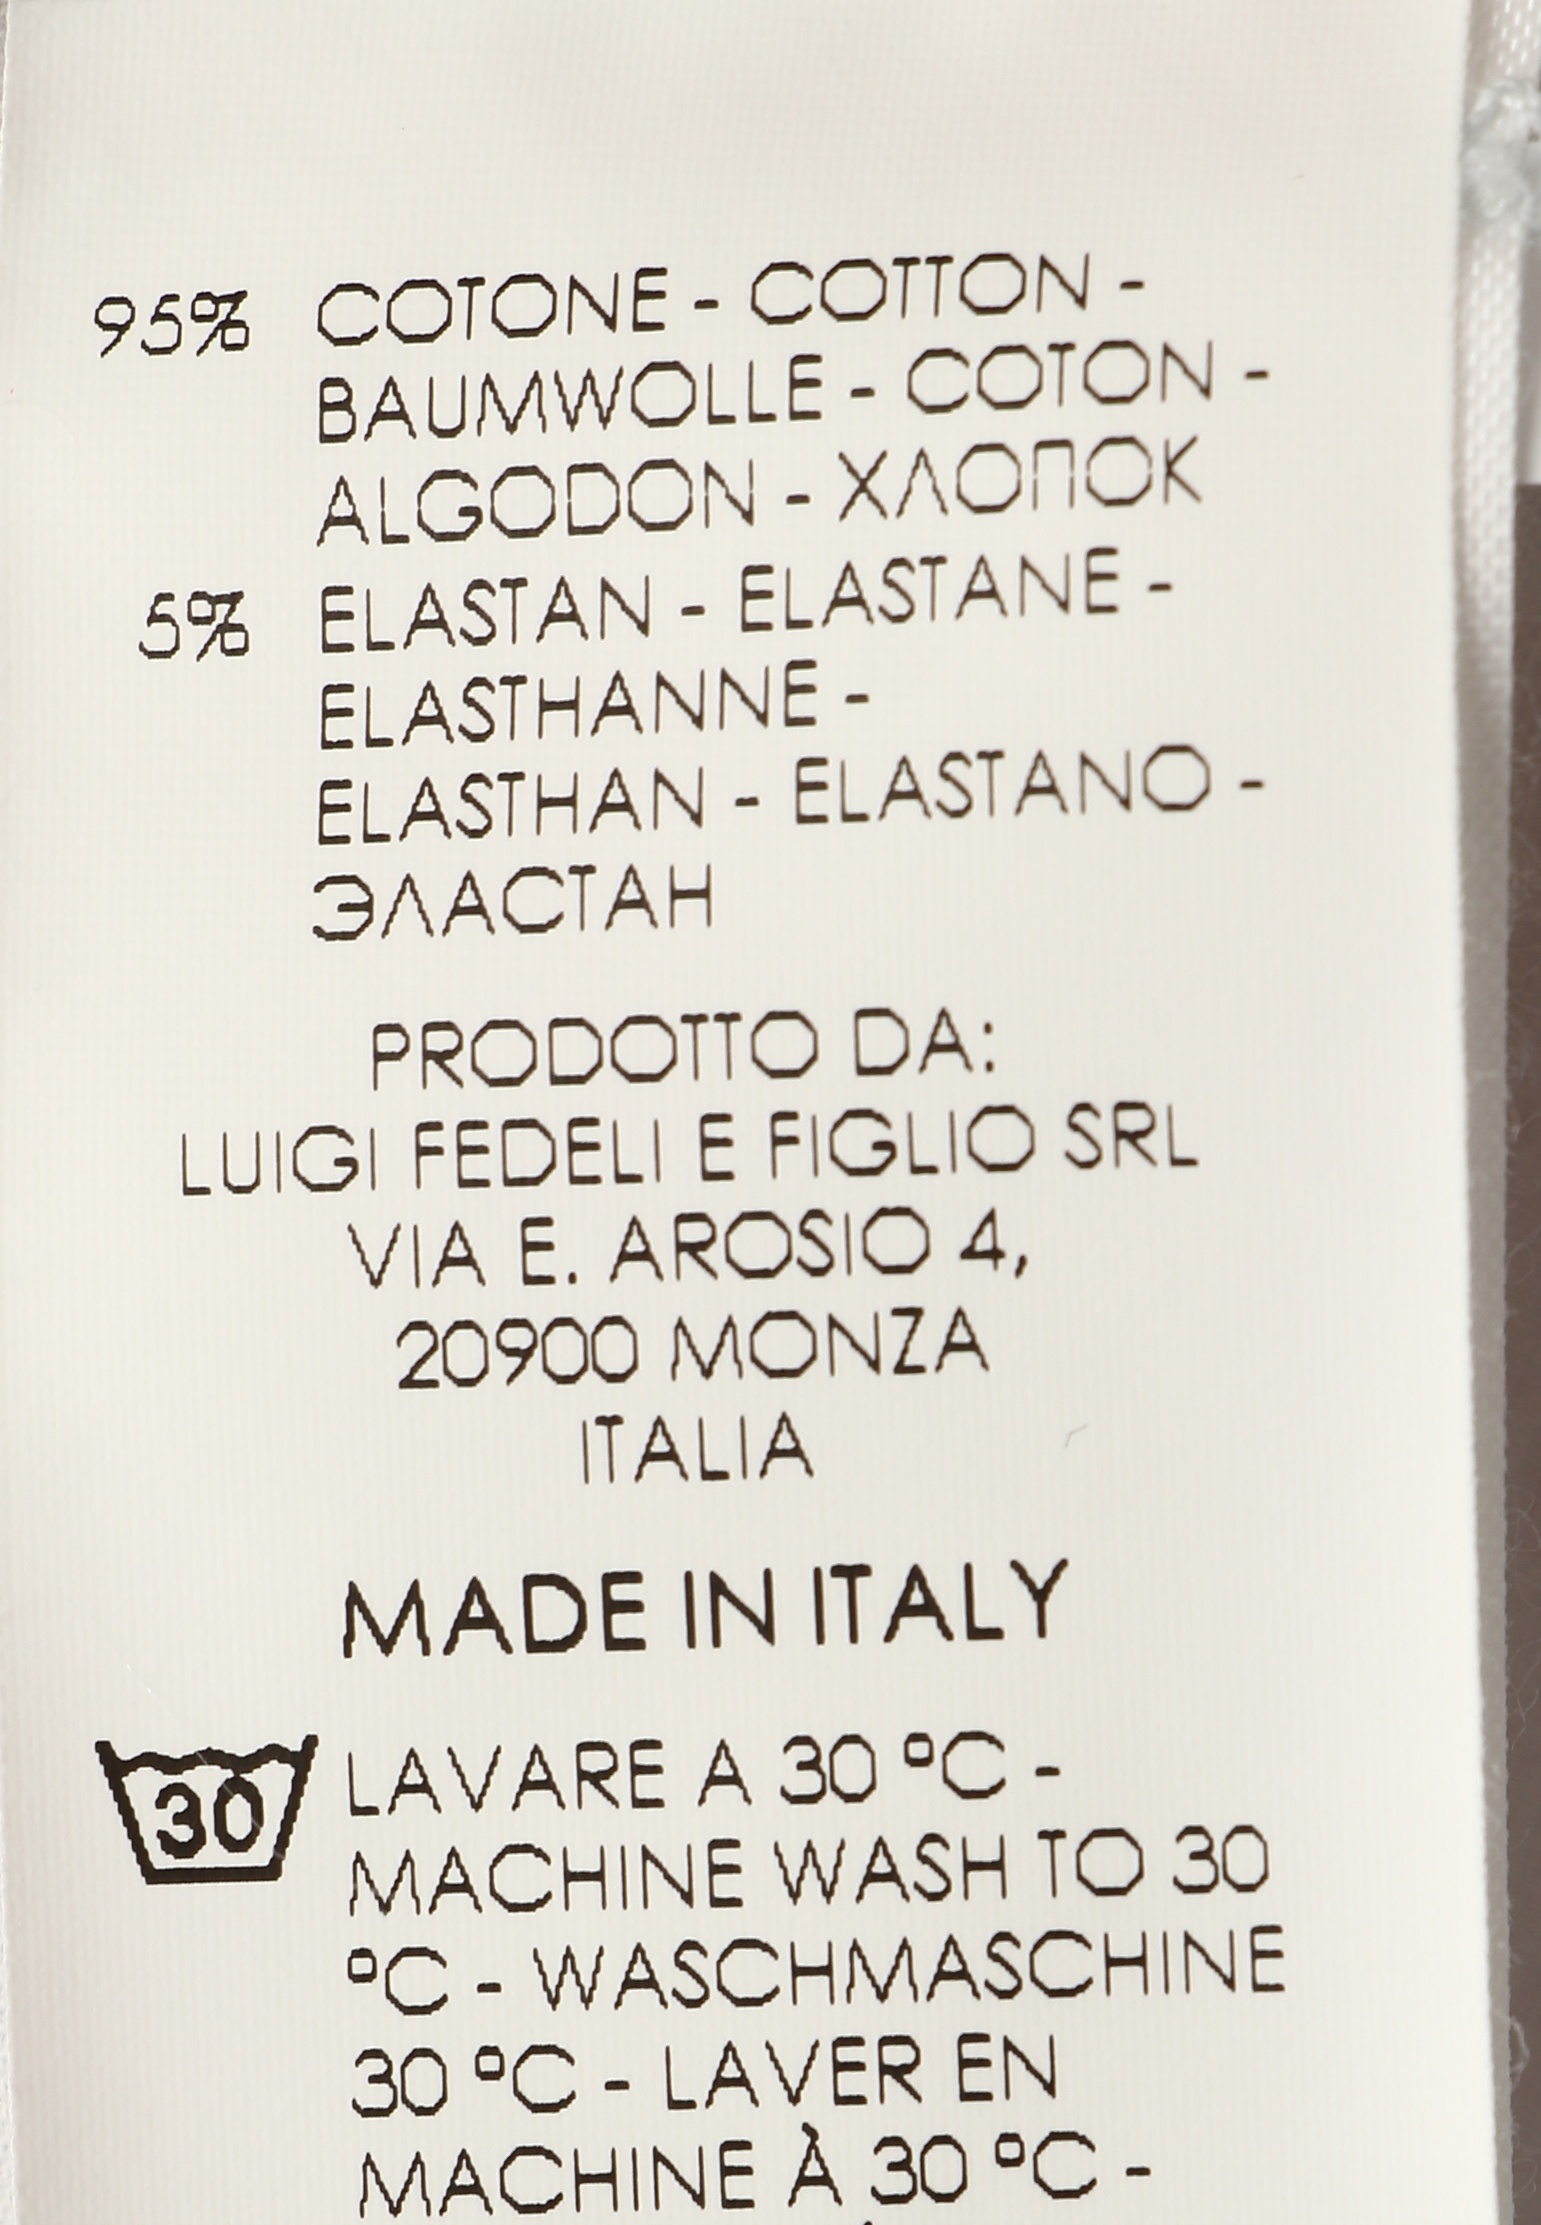 95% COTONE - COTTON -
BAUMWOLLE - COTON -
ALGODON - ХЛОПОК
5% ELASTAN - ELASTANE -
ELASTHANNE -
ELASTHAN - ELASTANO -
ЭЛАСТАН
PRODOTTO DA:
LUIGI FEDELI E FIGLIO SRL
VIA E. AROSIO 4,
20900 MONZA
ITALIA
MADE IN ITALY
30 LAVARE A 30 °C -
MACHINE WASH TO 30
°C - WASCHMASCHINE
30 °C - LAVER EN
MACHINE À 30 °C -